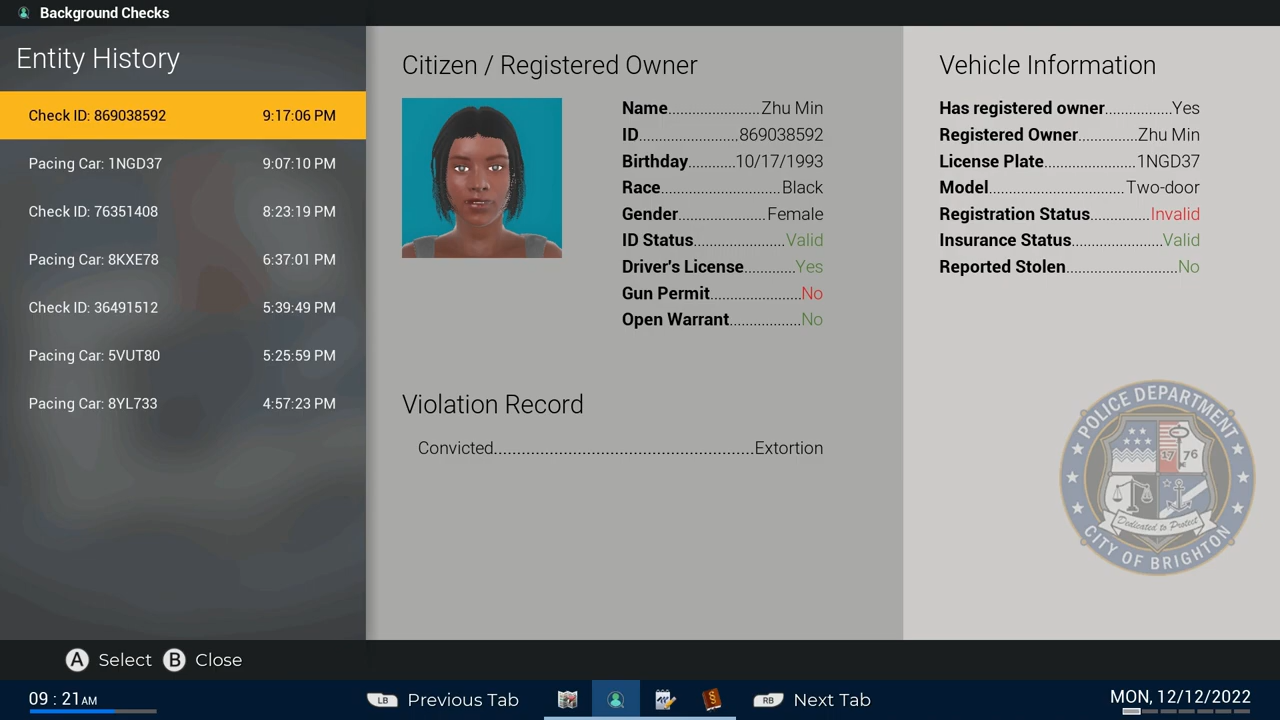 Background Checks
Entity History
Check ID: 869038592 9:17:06 PM
Pacing Car: 1NGD37 9:07:10 PM
Check ID: 76351408 8:23:19 PM
Pacing Car: 8KXE78 6:37:01 PM
Check ID: 36491512 5:39:49 PM
Pacing Car: 5VUT80 5:25:59 PM
Pacing Car: 8YL733 4:57:23 PM
Citizen / Registered Owner
Name......................Zhu Min
ID......................869038592
Birthday..........10/17/1993
Race..........................Black
Gender...................Female
ID Status....................Valid
Driver's License...........Yes
Gun Permit....................No
Open Warrant................No
Violation Record
Convicted.......................................................Extortion
Vehicle Information
Has registered owner...............Yes
Registered Owner.............Zhu Min
License Plate....................1NGD37
Model..............................Two-door
Registration Status.............Invalid
Insurance Status....................Valid
Reported Stolen........................No
POLICE DEPARTMENT
17 76
Dedicated to Protect
CITY OF BRIGHTON
A Select B Close
09 : 21 AM
LB Previous Tab
RB Next Tab
MON, 12/12/2022